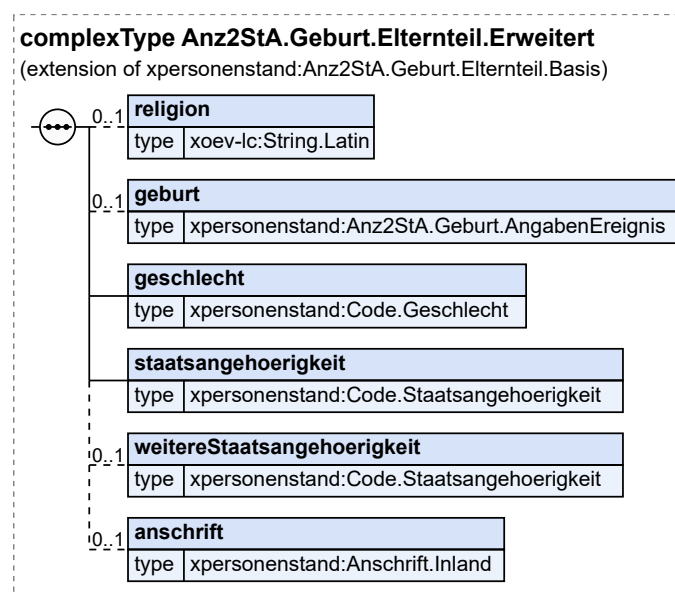 complexType Anz2StA.Geburt.Elternteil.Erweitert
(extension of xpersonenstand:Anz2StA.Geburt.Elternteil.Basis)
0..1 religion
type xoev-lc:String.Latin
0..1 geburt
type xpersonenstand:Anz2StA.Geburt.AngabenEreignis
geschlecht
type xpersonenstand:Code.Geschlecht
staatsangehoerigkeit
type xpersonenstand:Code.Staatsangehoerigkeit
0..1 weitereStaatsangehoerigkeit
type xpersonenstand:Code.Staatsangehoerigkeit
0..1 anschrift
type xpersonenstand:Anschrift.Inland